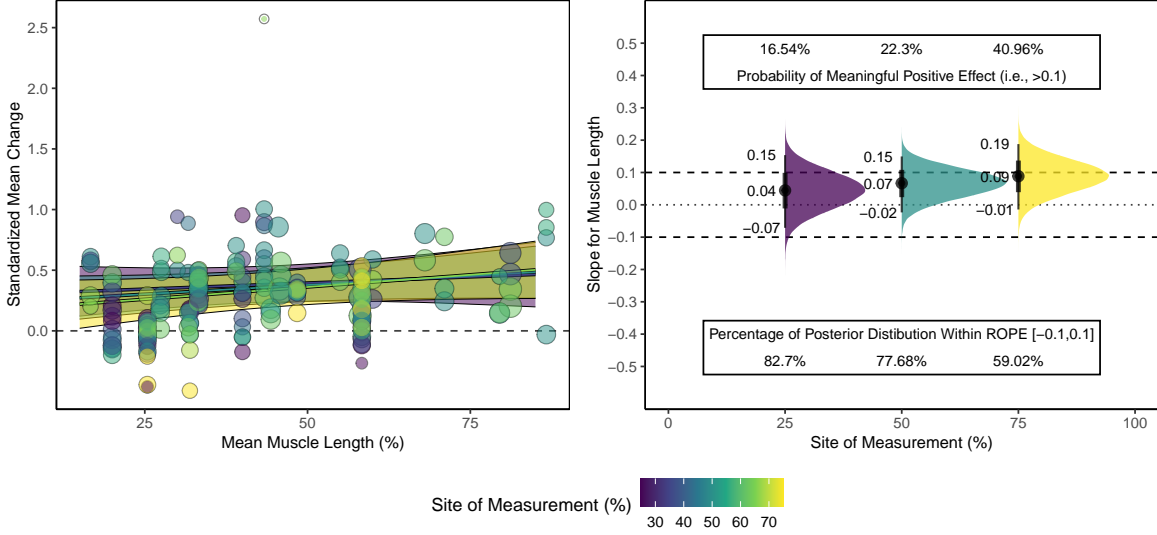 2.5
2.0
1.5
1.0
0.5
0.0
Standardized Mean Change
25
50
75
Mean Muscle Length (%)
0.5
0.4
0.3
0.2
0.1
0.0
−0.1
−0.2
−0.3
−0.4
−0.5
Slope for Muscle Length
16.54% 22.3% 40.96%
Probability of Meaningful Positive Effect (i.e., >0.1)
0.15
0.04
−0.07
0.15
0.07
−0.02
0.19
0.09
−0.01
Percentage of Posterior Distibution Within ROPE [−0.1,0.1]
82.7% 77.68% 59.02%
0 25 50 75 100
Site of Measurement (%)
Site of Measurement (%)
30 40 50 60 70